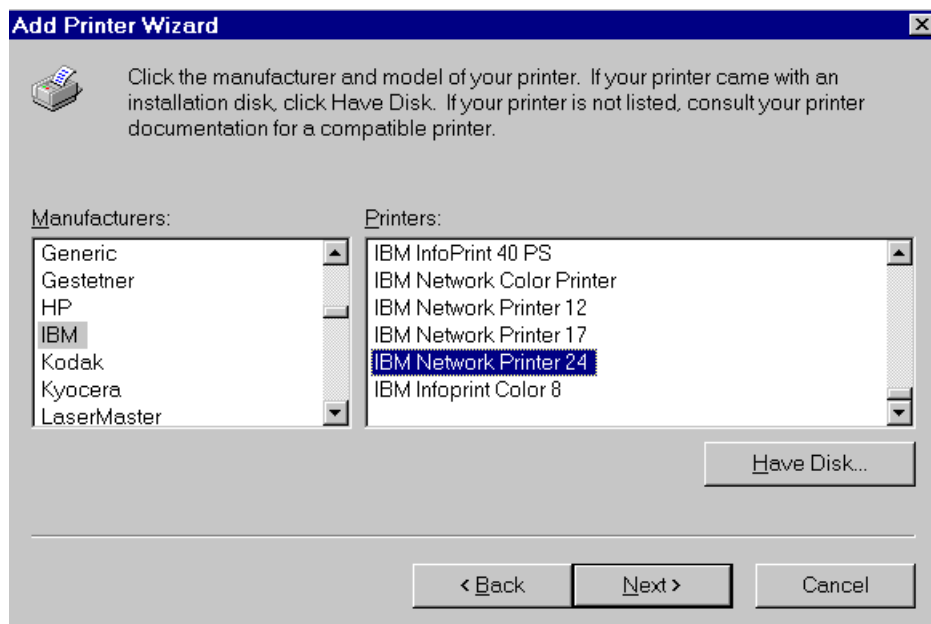 Add Printer Wizard
Click the manufacturer and model of your printer. If your printer came with an
installation disk, click Have Disk. If your printer is not listed, consult your printer
documentation for a compatible printer.
Manufacturers:
Generic
Gestetner
HP
IBM
Kodak
Kyocera
LaserMaster
Printers:
IBM InfoPrint 40 PS
IBM Network Color Printer
IBM Network Printer 12
IBM Network Printer 17
IBM Network Printer 24
IBM Infoprint Color 8
Have Disk...
< Back
Next >
Cancel